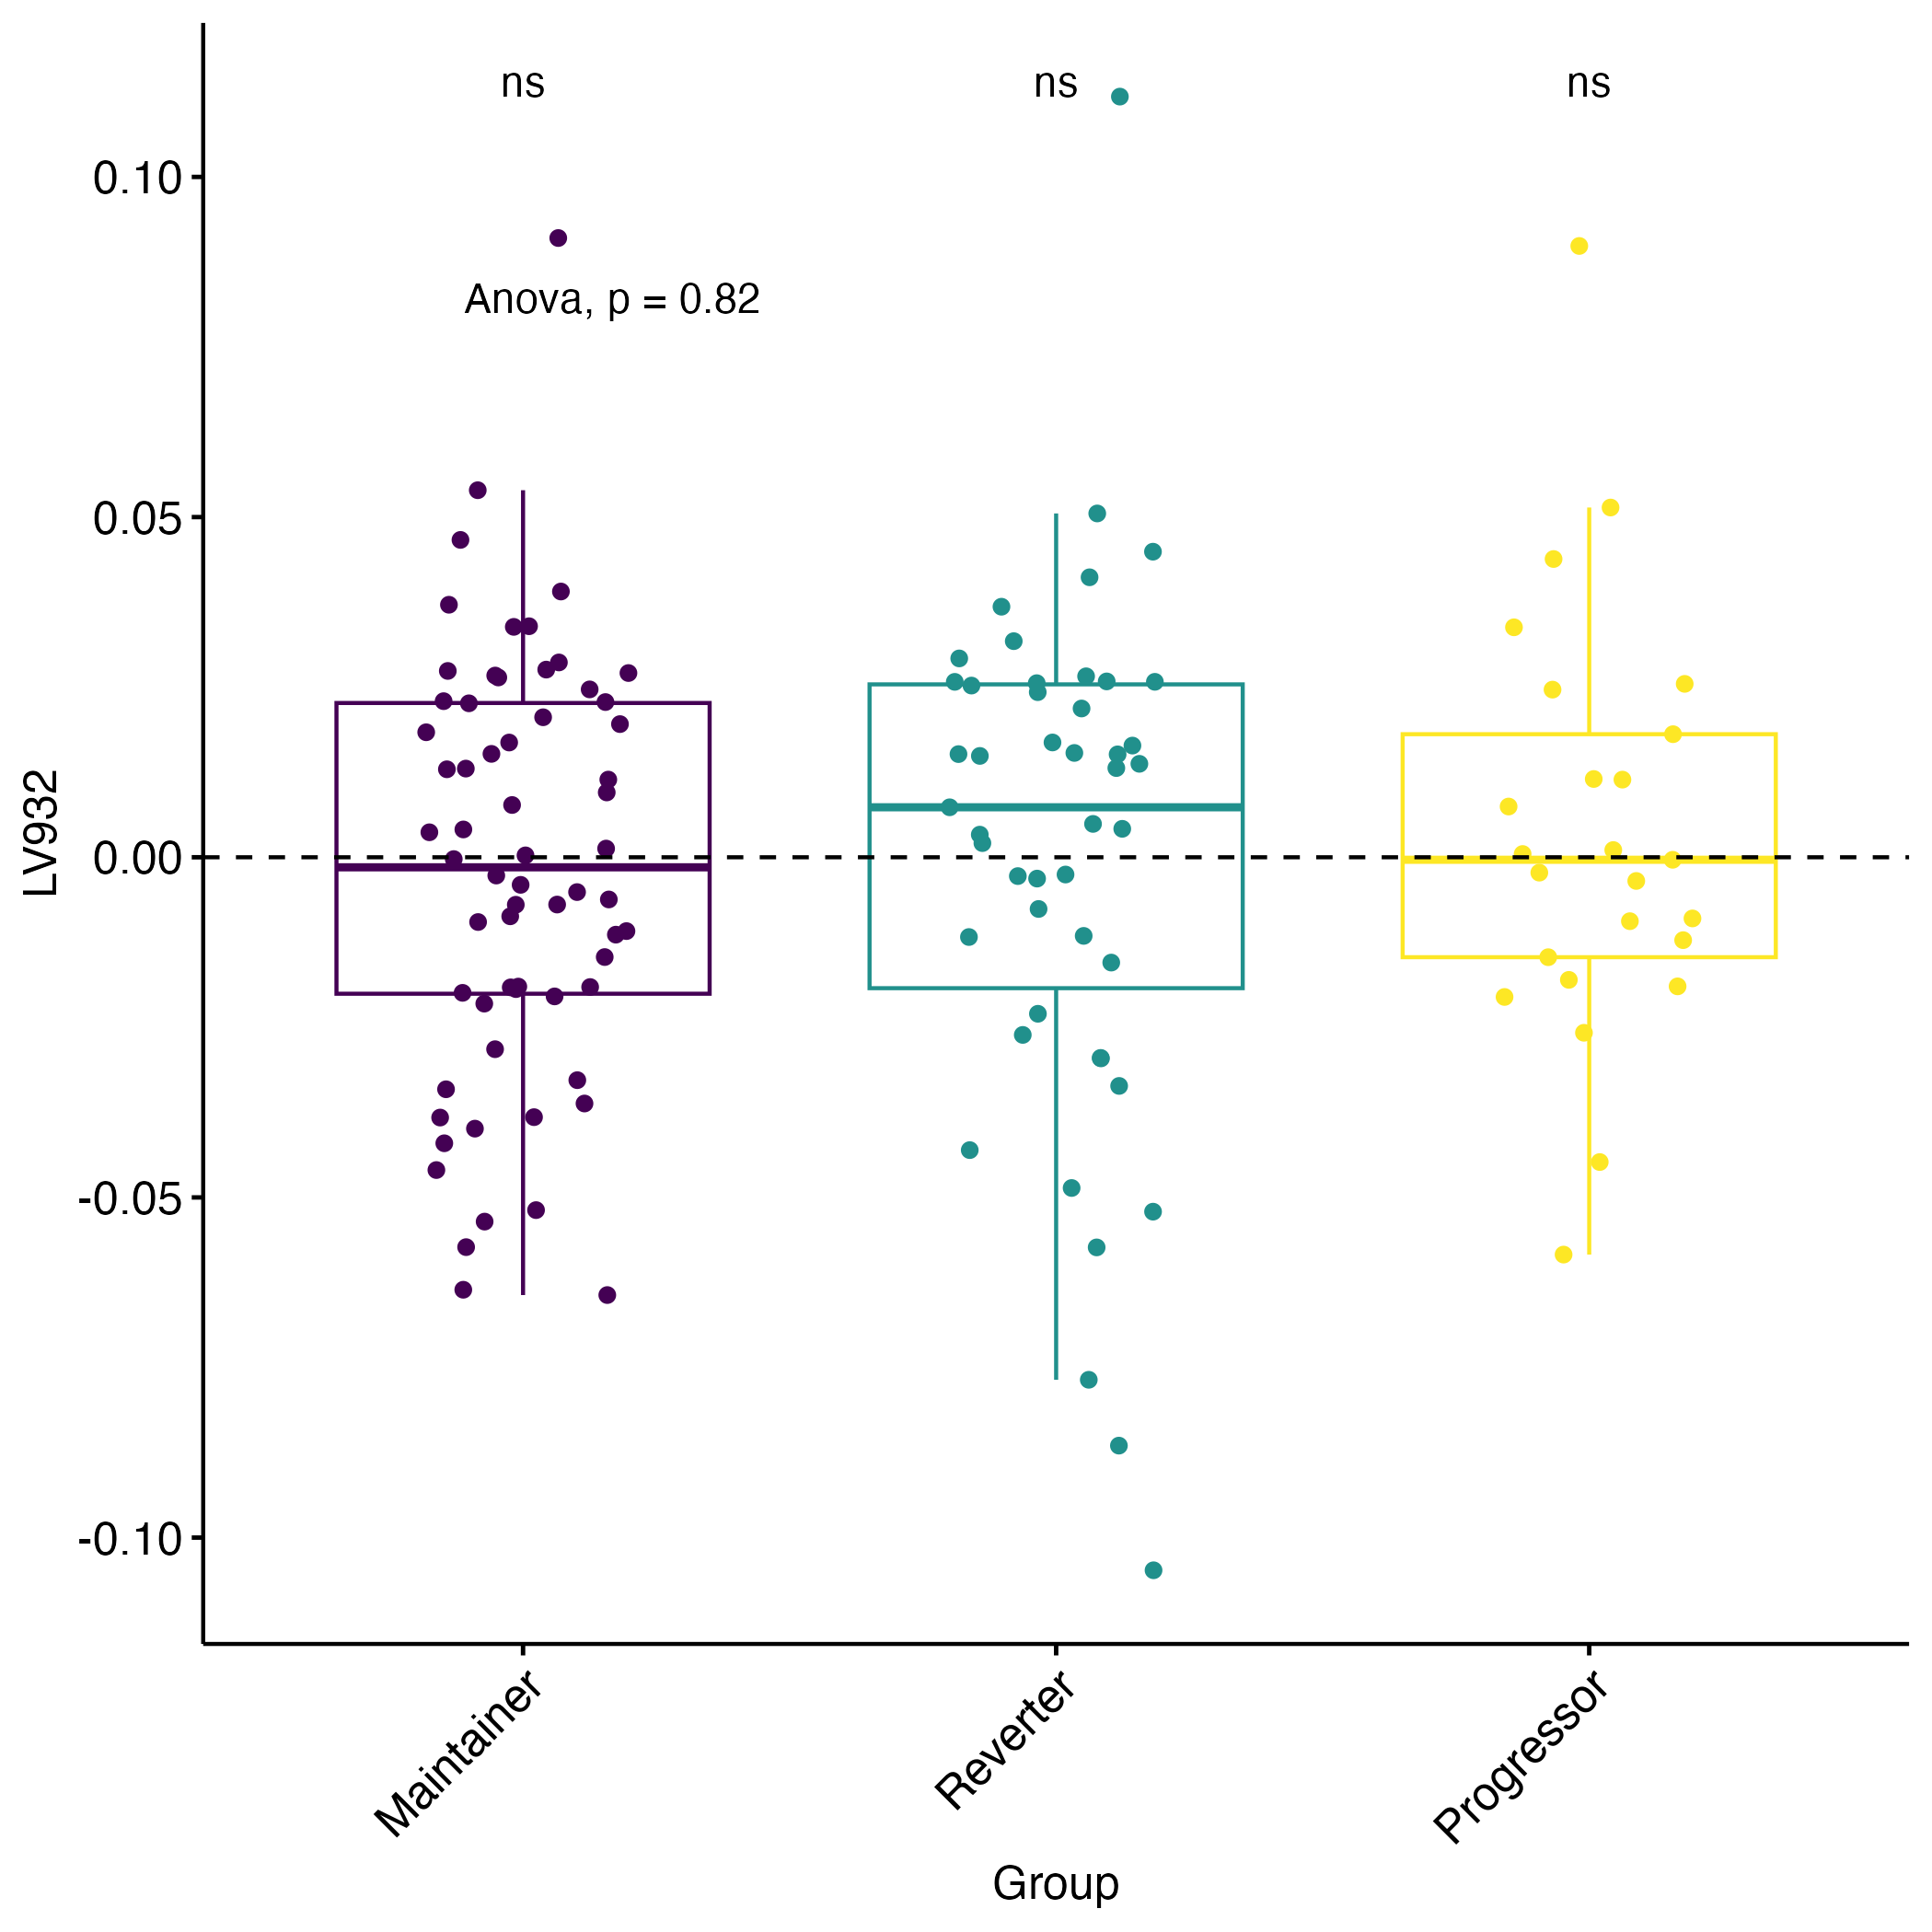 ns ns ns
Anova, p = 0.82
0.10
0.05
0.00
-0.05
-0.10
LV932
Maintainer
Reverter
Progressor
Group